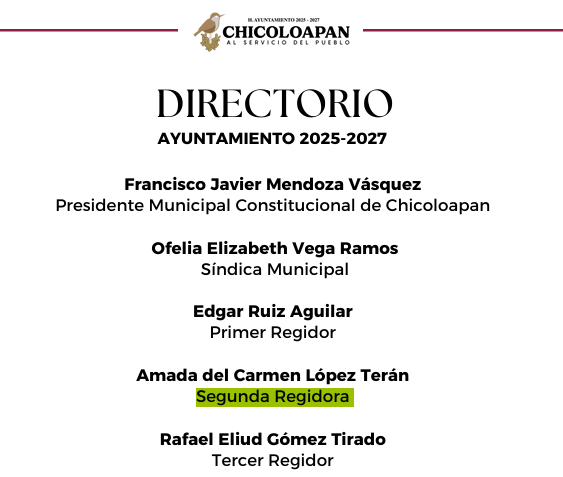 H. AYUNTAMIENTO 2025 - 2027
CHICOLOAPAN
AL SERVICIO DEL PUEBLO
DIRECTORIO
AYUNTAMIENTO 2025-2027
Francisco Javier Mendoza Vásquez
Presidente Municipal Constitucional de Chicoloapan
Ofelia Elizabeth Vega Ramos
Síndica Municipal
Edgar Ruiz Aguilar
Primer Regidor
Amada del Carmen López Terán
Segunda Regidora
Rafael Eliud Gómez Tirado
Tercer Regidor